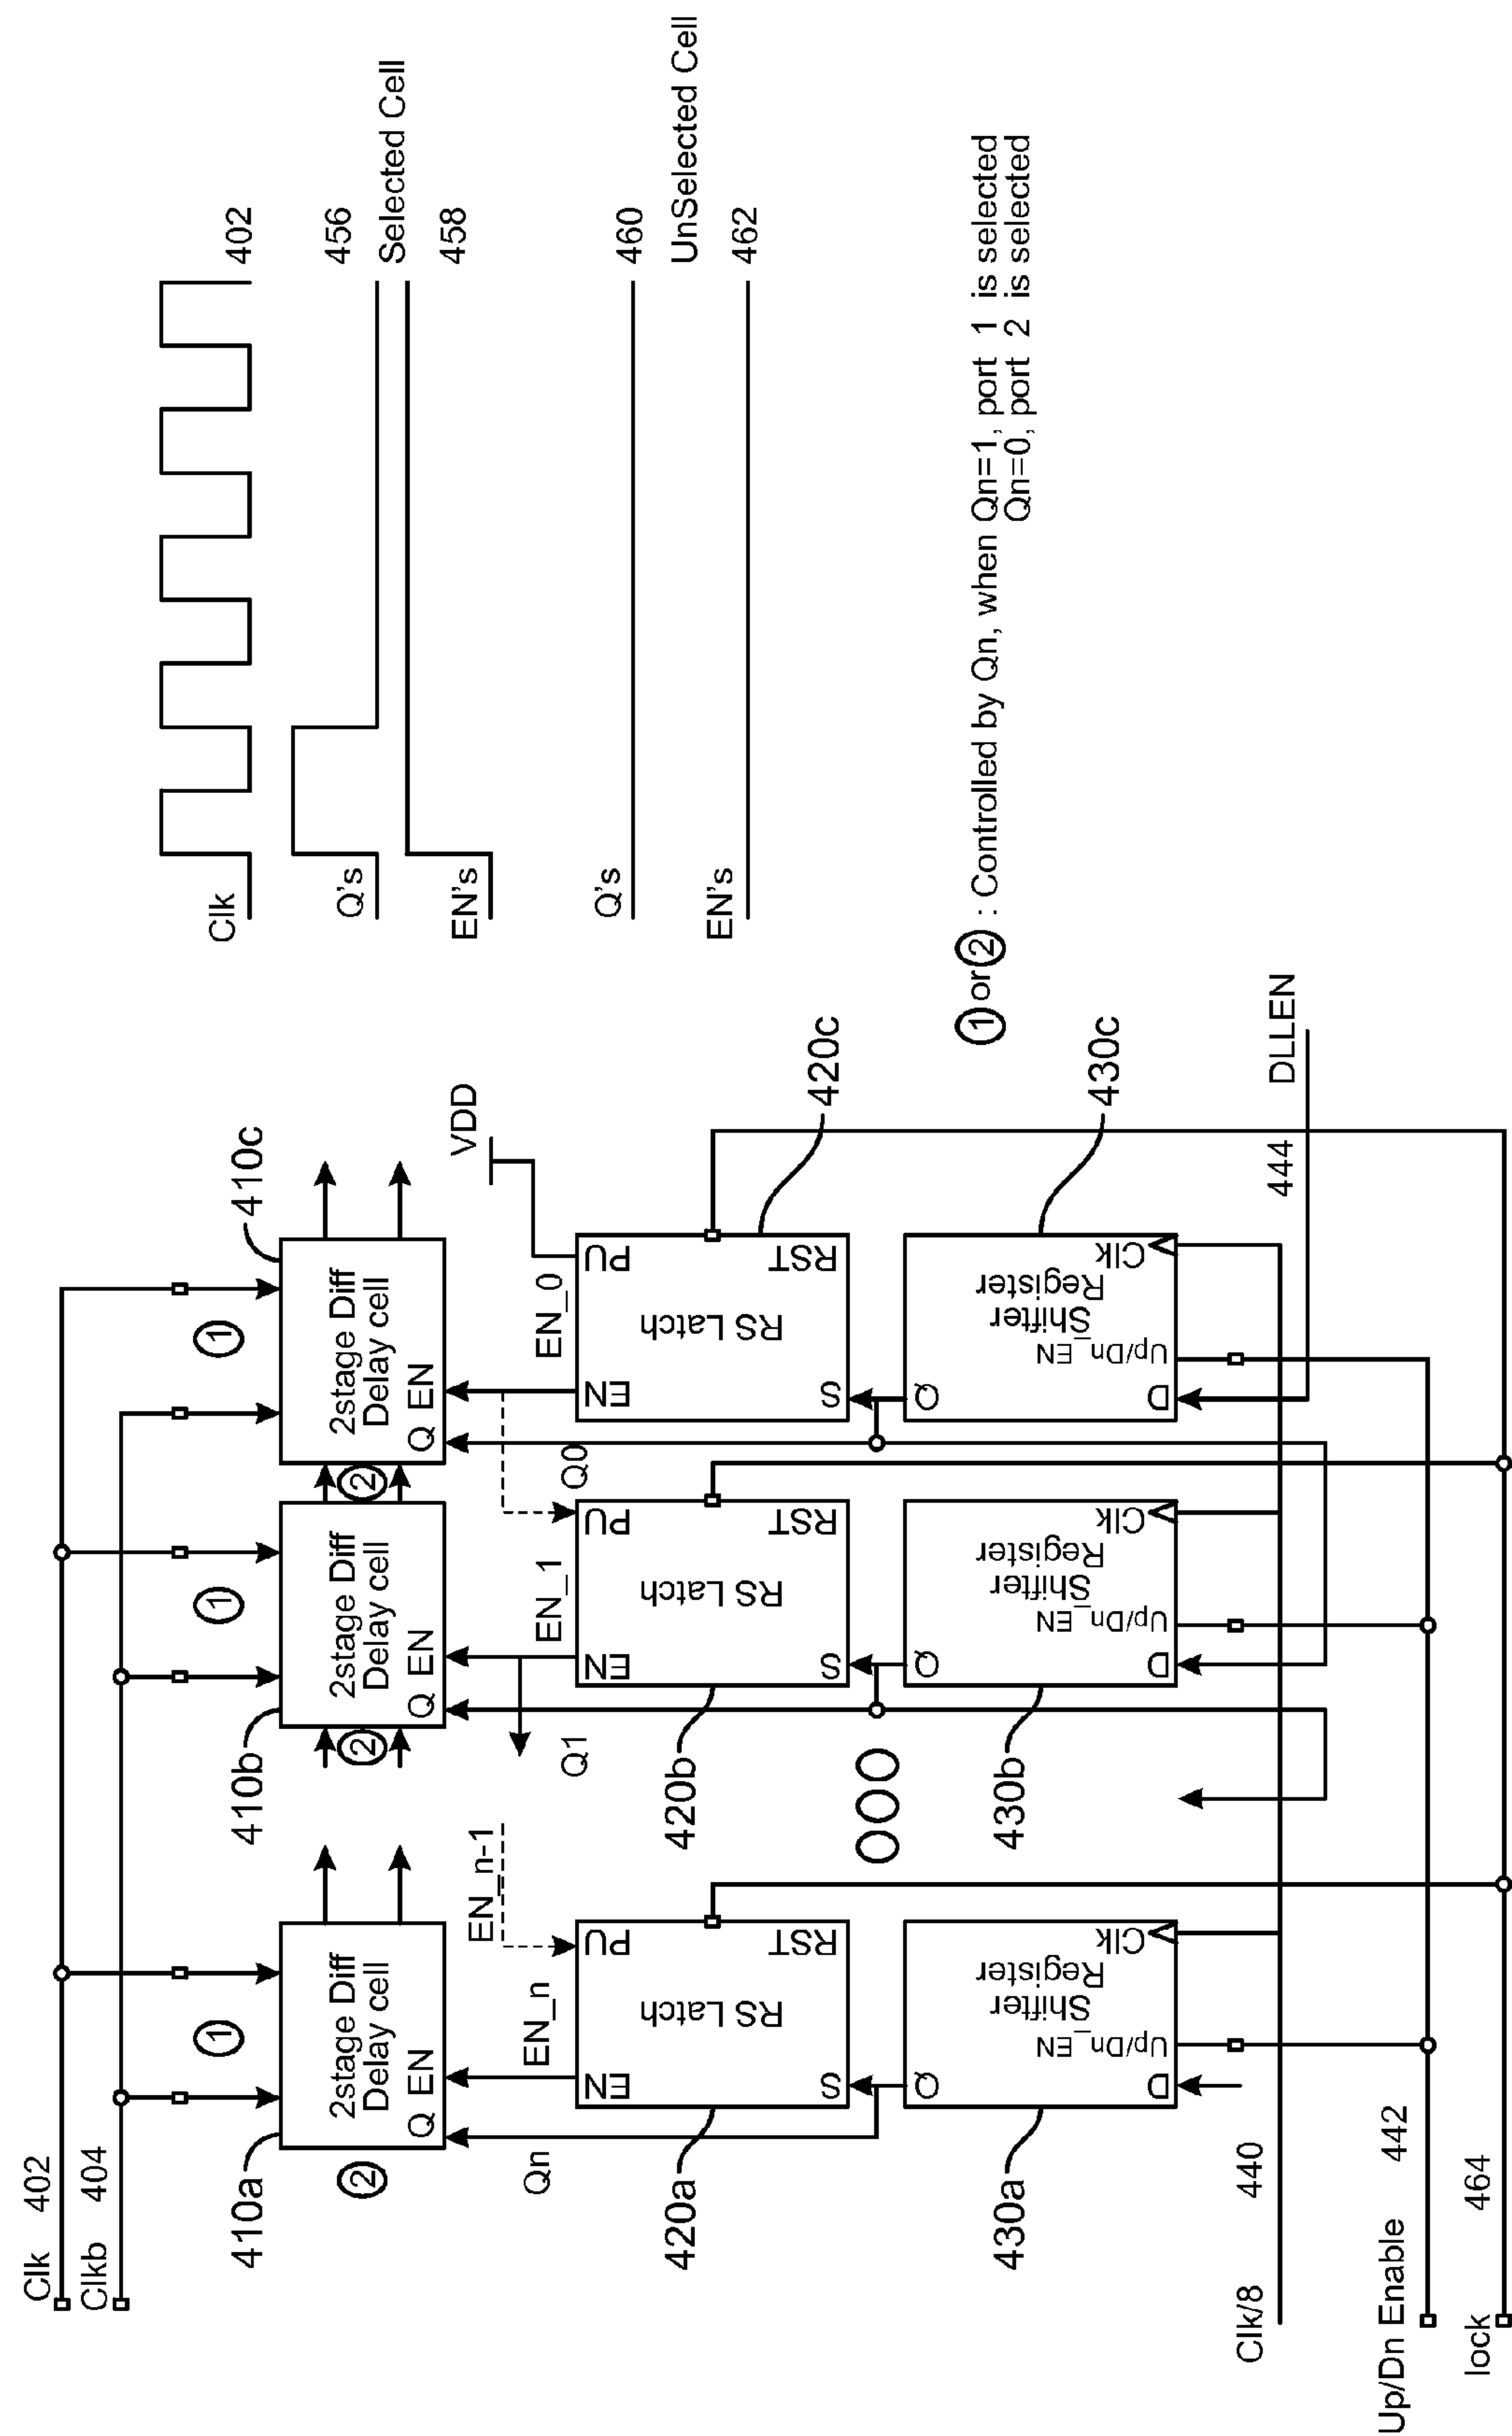 Clk 402
Clkb 404
410a
410b
410c
1
1
1
2
2
2
2stage Diff
Delay cell
Q EN
2stage Diff
Delay cell
Q EN
2stage Diff
Delay cell
Q EN
VDD
Qn
EN_n
EN_n-1
Q1
EN_1
Q0
EN_0
EN
PU
RS Latch
S
RST
EN
PU
RS Latch
S
RST
EN
PU
RS Latch
S
RST
420a
420b
420c
Q
Shifter
Register
Up/Dn_EN
D
Clk
Q
Shifter
Register
Up/Dn_EN
D
Clk
Q
Shifter
Register
Up/Dn_EN
D
Clk
430a
430b
430c
Clk/8 440
444 DLLEN
Up/Dn Enable 442
lock 464
Clk 402
Q's 456
Selected Cell
EN's 458
Q's 460
UnSelected Cell
EN's 462
1 or 2 : Controlled by Qn, when Qn=1, port 1 is selected
Qn=0, port 2 is selected